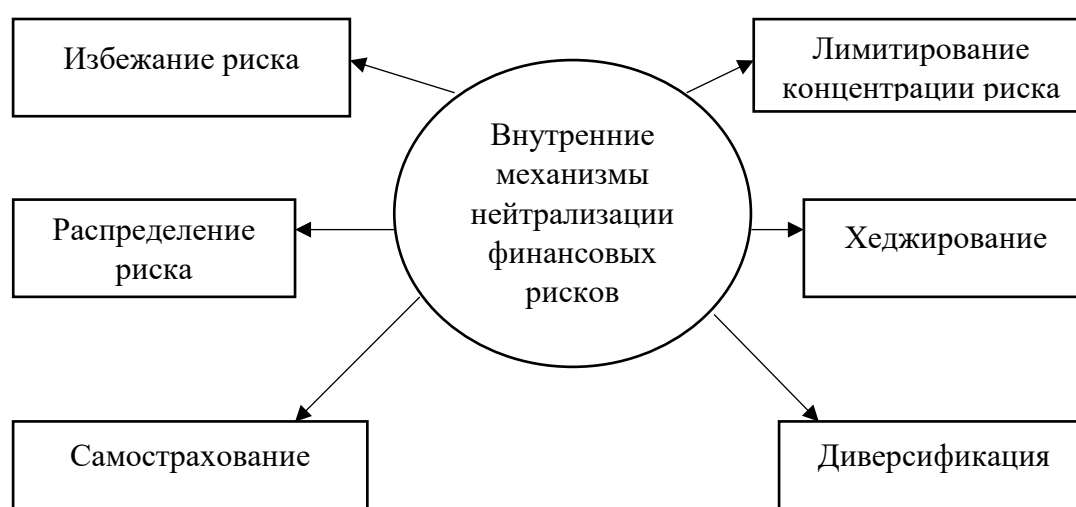 Избежание риска
Лимитирование
концентрации риска
Внутренние
механизмы
нейтрализации
финансовых
рисков
Распределение
риска
Хеджирование
Самострахование
Диверсификация